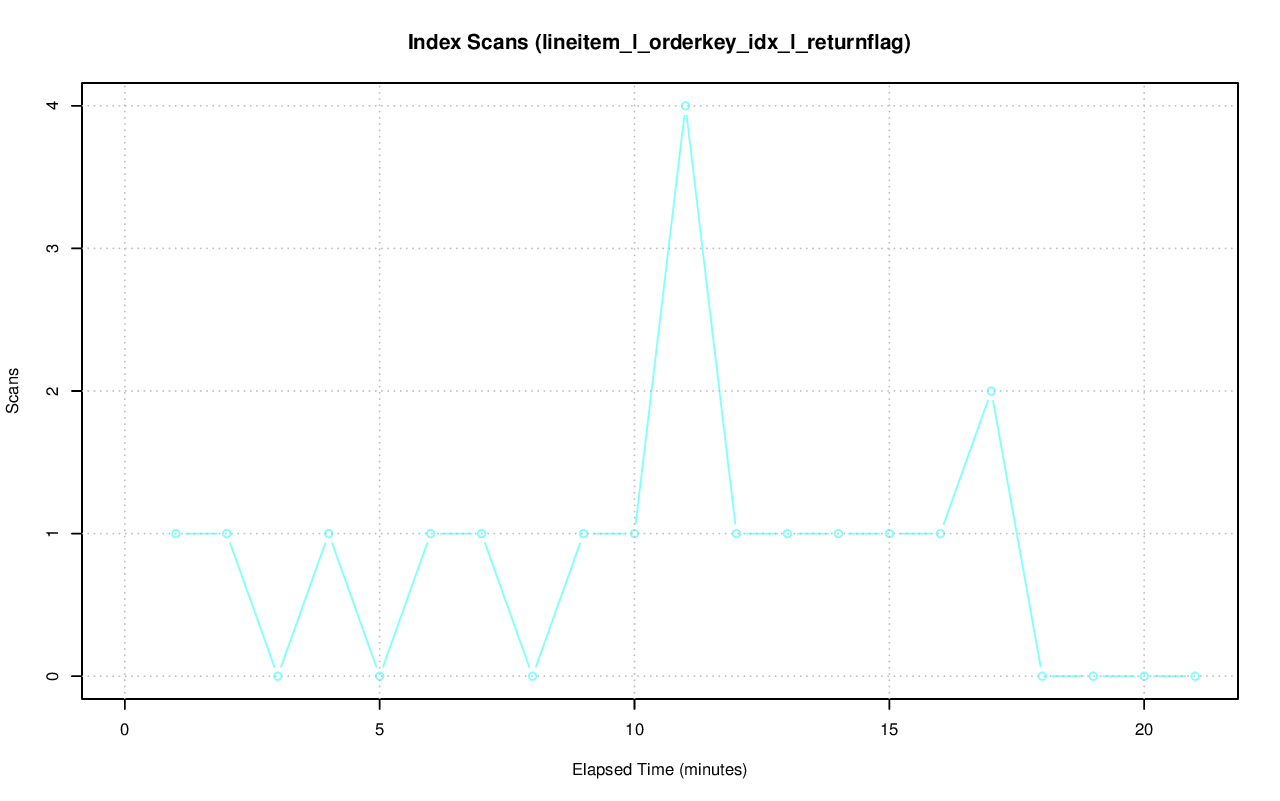 Index Scans (lineitem_l_orderkey_idx_l_returnflag)
Scans
4
3
2
1
0
0 5 10 15 20
Elapsed Time (minutes)